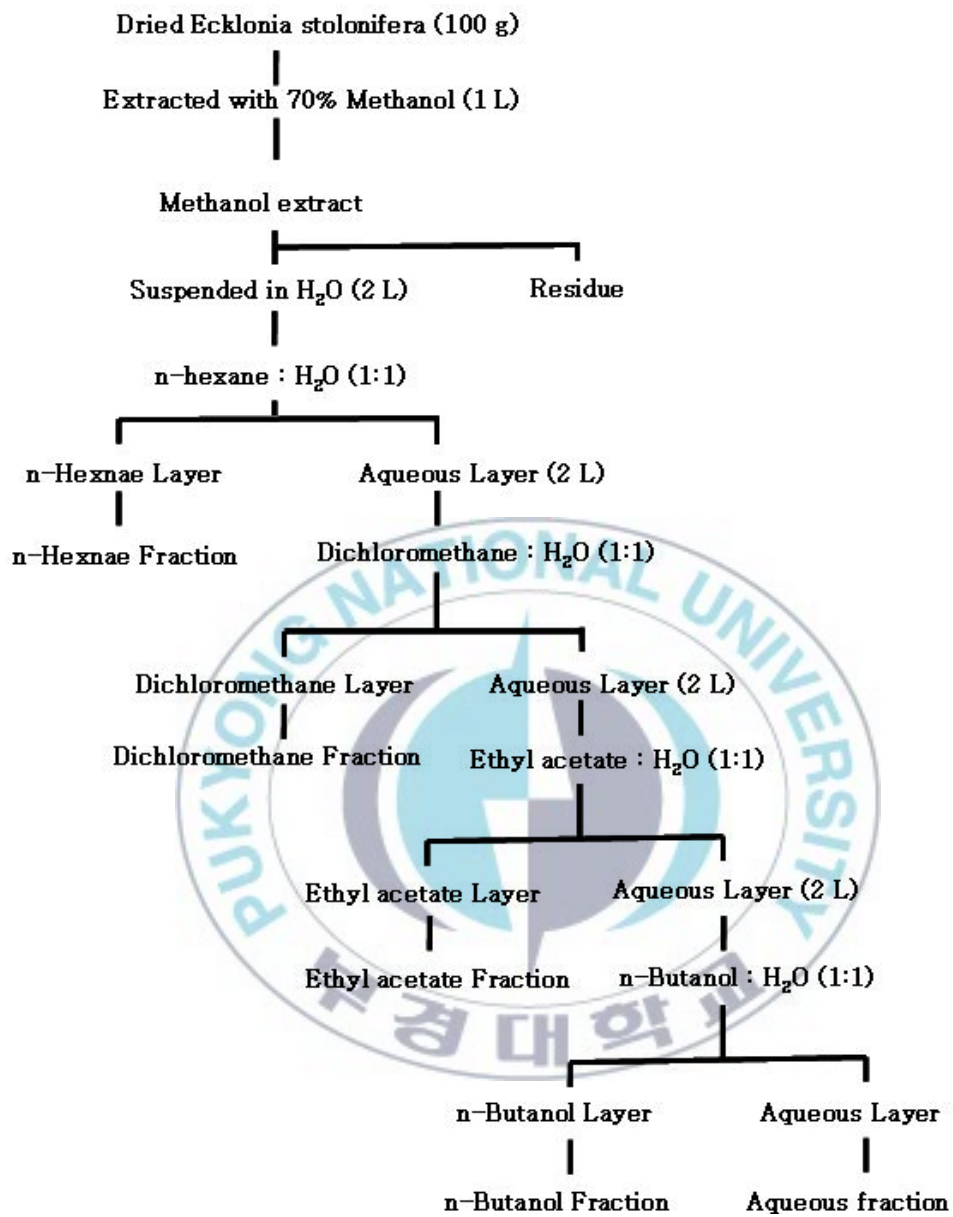 Dried Ecklonia stolonifera (100 g)
Extracted with 70% Methanol (1 L)
Methanol extract
Suspended in H₂O (2 L) Residue
n-hexane : H₂O (1:1)
n-Hexnae Layer Aqueous Layer (2 L)
n-Hexnae Fraction Dichloromethane : H₂O (1:1)
Dichloromethane Layer Aqueous Layer (2 L)
Dichloromethane Fraction Ethyl acetate : H₂O (1:1)
Ethyl acetate Layer Aqueous Layer (2 L)
Ethyl acetate Fraction n-Butanol : H₂O (1:1)
n-Butanol Layer Aqueous Layer
n-Butanol Fraction Aqueous fraction
PUKYONG NATIONAL UNIVERSITY
부경대학교